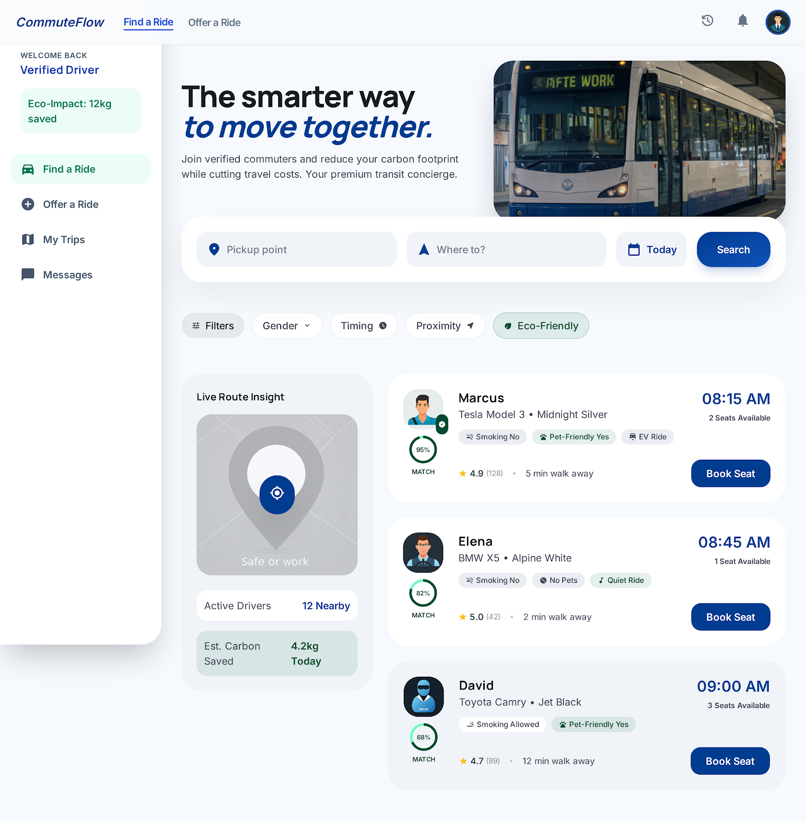 CommuteFlow
Find a Ride
Offer a Ride
WELCOME BACK
Verified Driver
Eco-Impact: 12kg
saved
Find a Ride
Offer a Ride
My Trips
Messages
The smarter way
to move together.
Join verified commuters and reduce your carbon footprint
while cutting travel costs. Your premium transit concierge.
AFTE WORK
Pickup point
Where to?
Today
Search
Filters
Gender
Timing
Proximity
Eco-Friendly
Live Route Insight
Safe or work
Active Drivers
12 Nearby
Est. Carbon
Saved
4.2kg
Today
Marcus
Tesla Model 3 • Midnight Silver
08:15 AM
2 Seats Available
Smoking No
Pet-Friendly Yes
EV Ride
95%
MATCH
4.9 (128) • 5 min walk away
Book Seat
Elena
BMW X5 • Alpine White
08:45 AM
1 Seat Available
Smoking No
No Pets
Quiet Ride
82%
MATCH
5.0 (42) • 2 min walk away
Book Seat
David
Toyota Camry • Jet Black
09:00 AM
3 Seats Available
Smoking Allowed
Pet-Friendly Yes
68%
MATCH
4.7 (89) • 12 min walk away
Book Seat